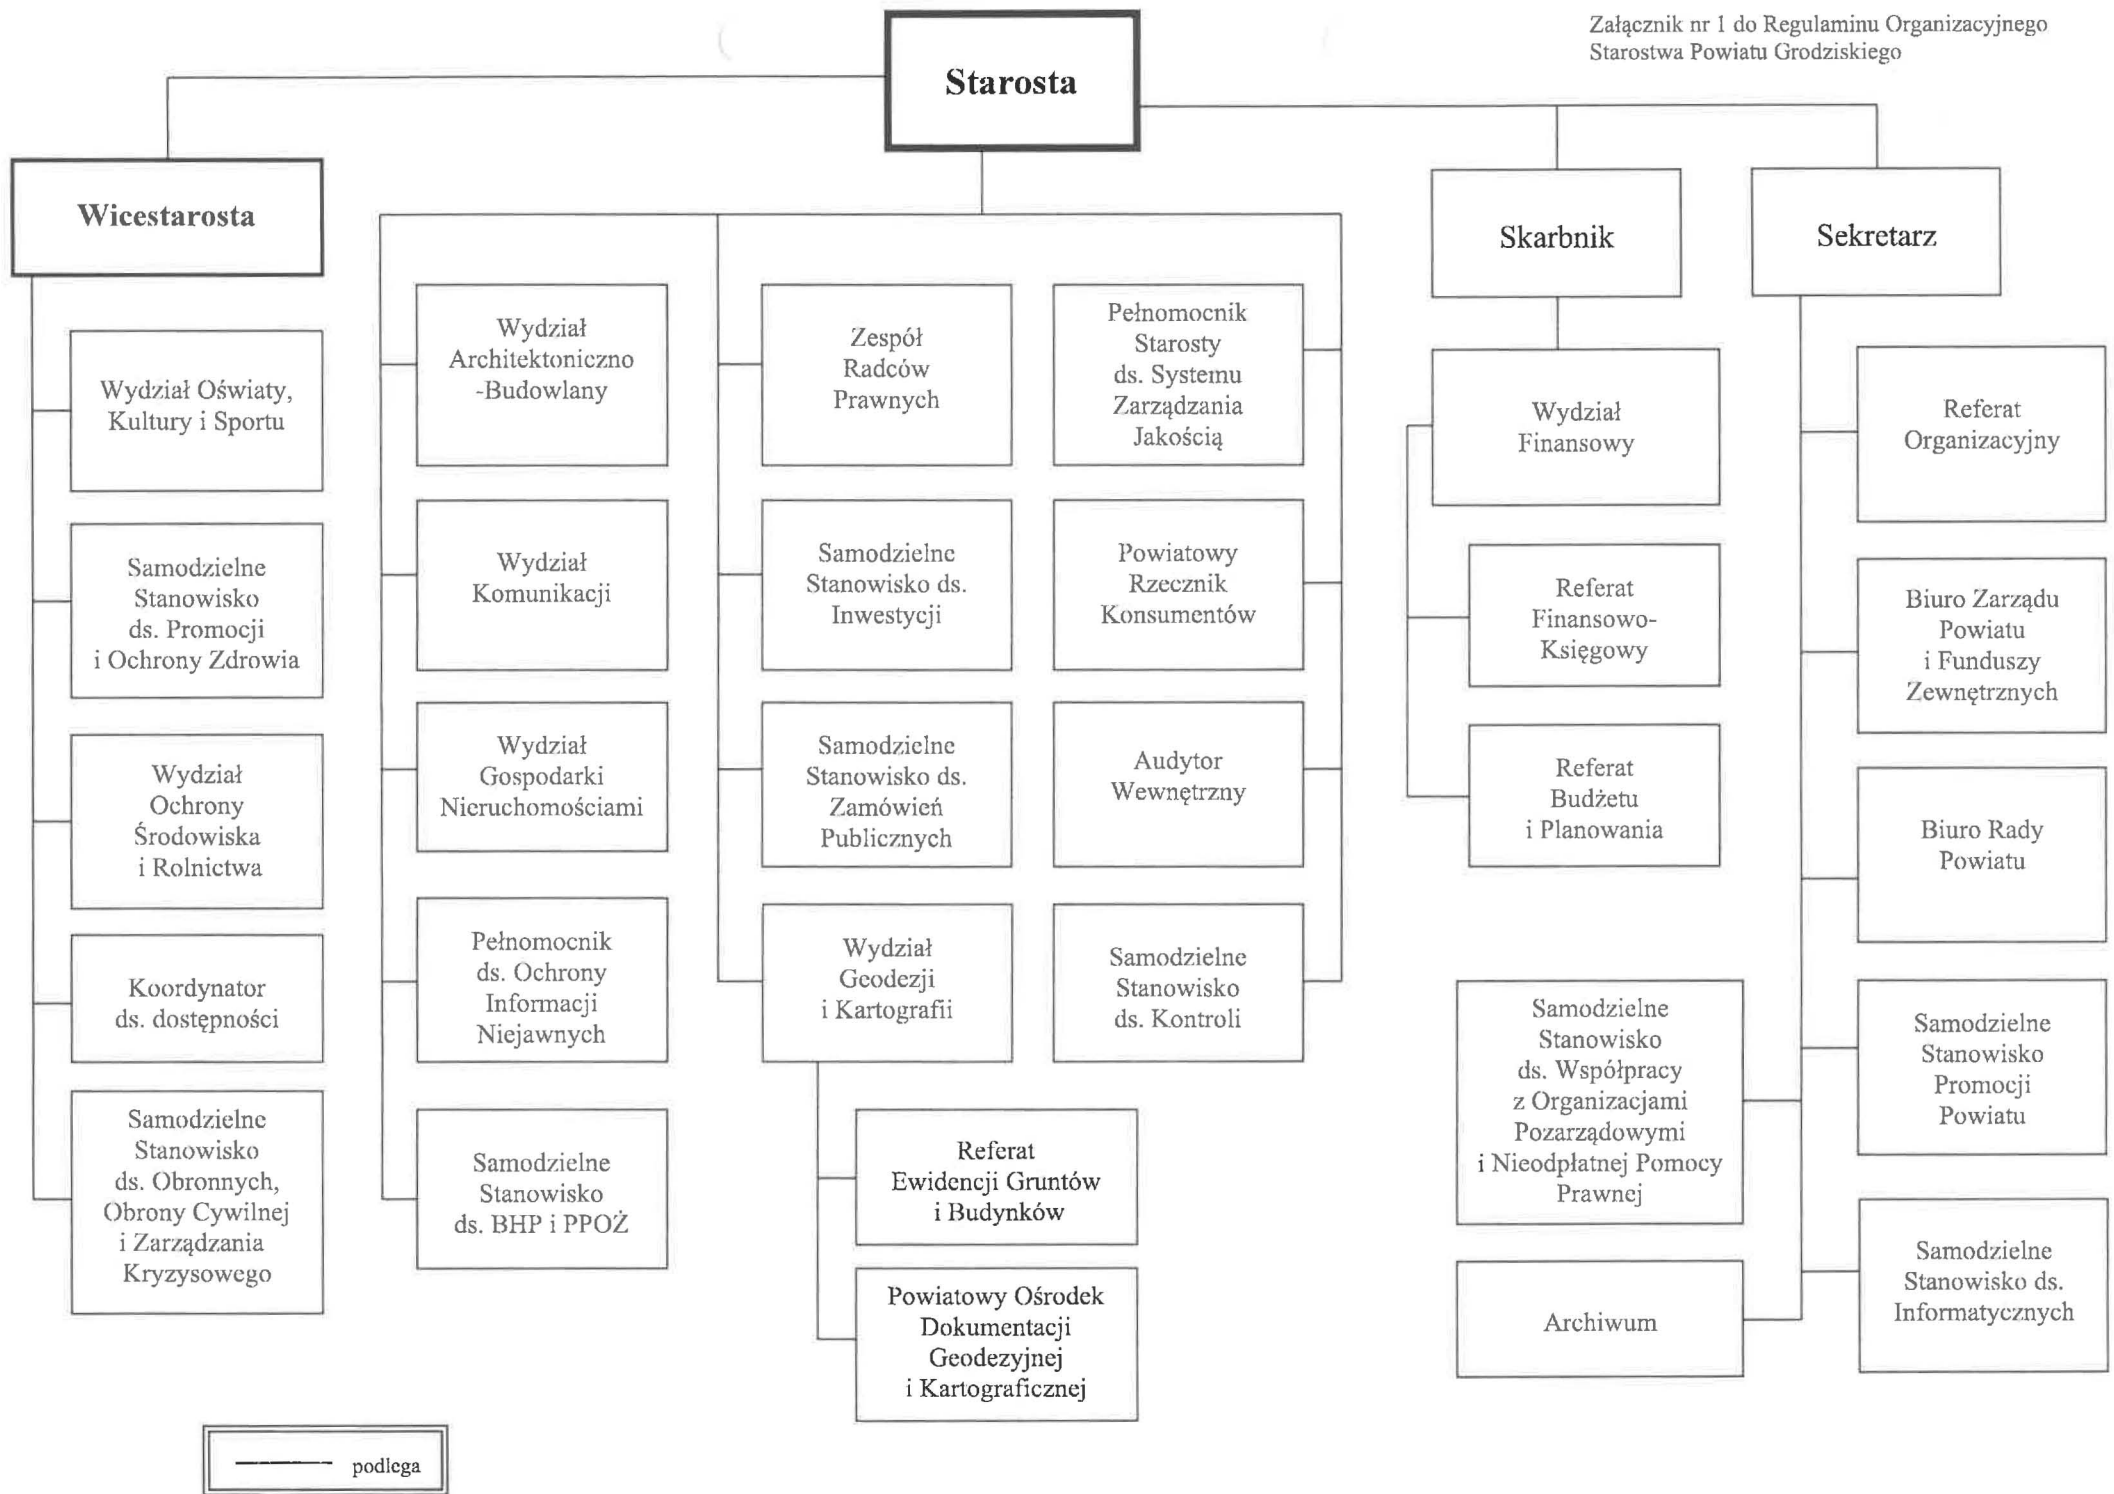 Załącznik nr 1 do Regulaminu Organizacyjnego
Starostwa Powiatu Grodziskiego
Starosta
Wicestarosta
Skarbnik
Sekretarz
Wydział Oświaty,
Kultury i Sportu
Samodzielne
Stanowisko
ds. Promocji
i Ochrony Zdrowia
Wydział
Ochrony
Środowiska
i Rolnictwa
Koordynator
ds. dostępności
Samodzielne
Stanowisko
ds. Obronnych,
Obrony Cywilnej
i Zarządzania
Kryzysowego
Wydział
Architektoniczno
-Budowlany
Wydział
Komunikacji
Wydział
Gospodarki
Nieruchomościami
Pełnomocnik
ds. Ochrony
Informacji
Niejawnych
Samodzielne
Stanowisko
ds. BHP i PPOŻ
Zespół
Radców
Prawnych
Samodzielne
Stanowisko ds.
Inwestycji
Samodzielne
Stanowisko ds.
Zamówień
Publicznych
Wydział
Geodezji
i Kartografii
Referat
Ewidencji Gruntów
i Budynków
Powiatowy Ośrodek
Dokumentacji
Geodezyjnej
i Kartograficznej
Pełnomocnik
Starosty
ds. Systemu
Zarządzania
Jakością
Powiatowy
Rzecznik
Konsumentów
Audytor
Wewnętrzny
Samodzielne
Stanowisko
ds. Kontroli
Wydział
Finansowy
Referat
Finansowo-
Księgowy
Referat
Budżetu
i Planowania
Samodzielne
Stanowisko
ds. Współpracy
z Organizacjami
Pozarządowymi
i Nieodpłatnej Pomocy
Prawnej
Archiwum
Referat
Organizacyjny
Biuro Zarządu
Powiatu
i Funduszy
Zewnętrznych
Biuro Rady
Powiatu
Samodzielne
Stanowisko
Promocji
Powiatu
Samodzielne
Stanowisko ds.
Informatycznych
podlega